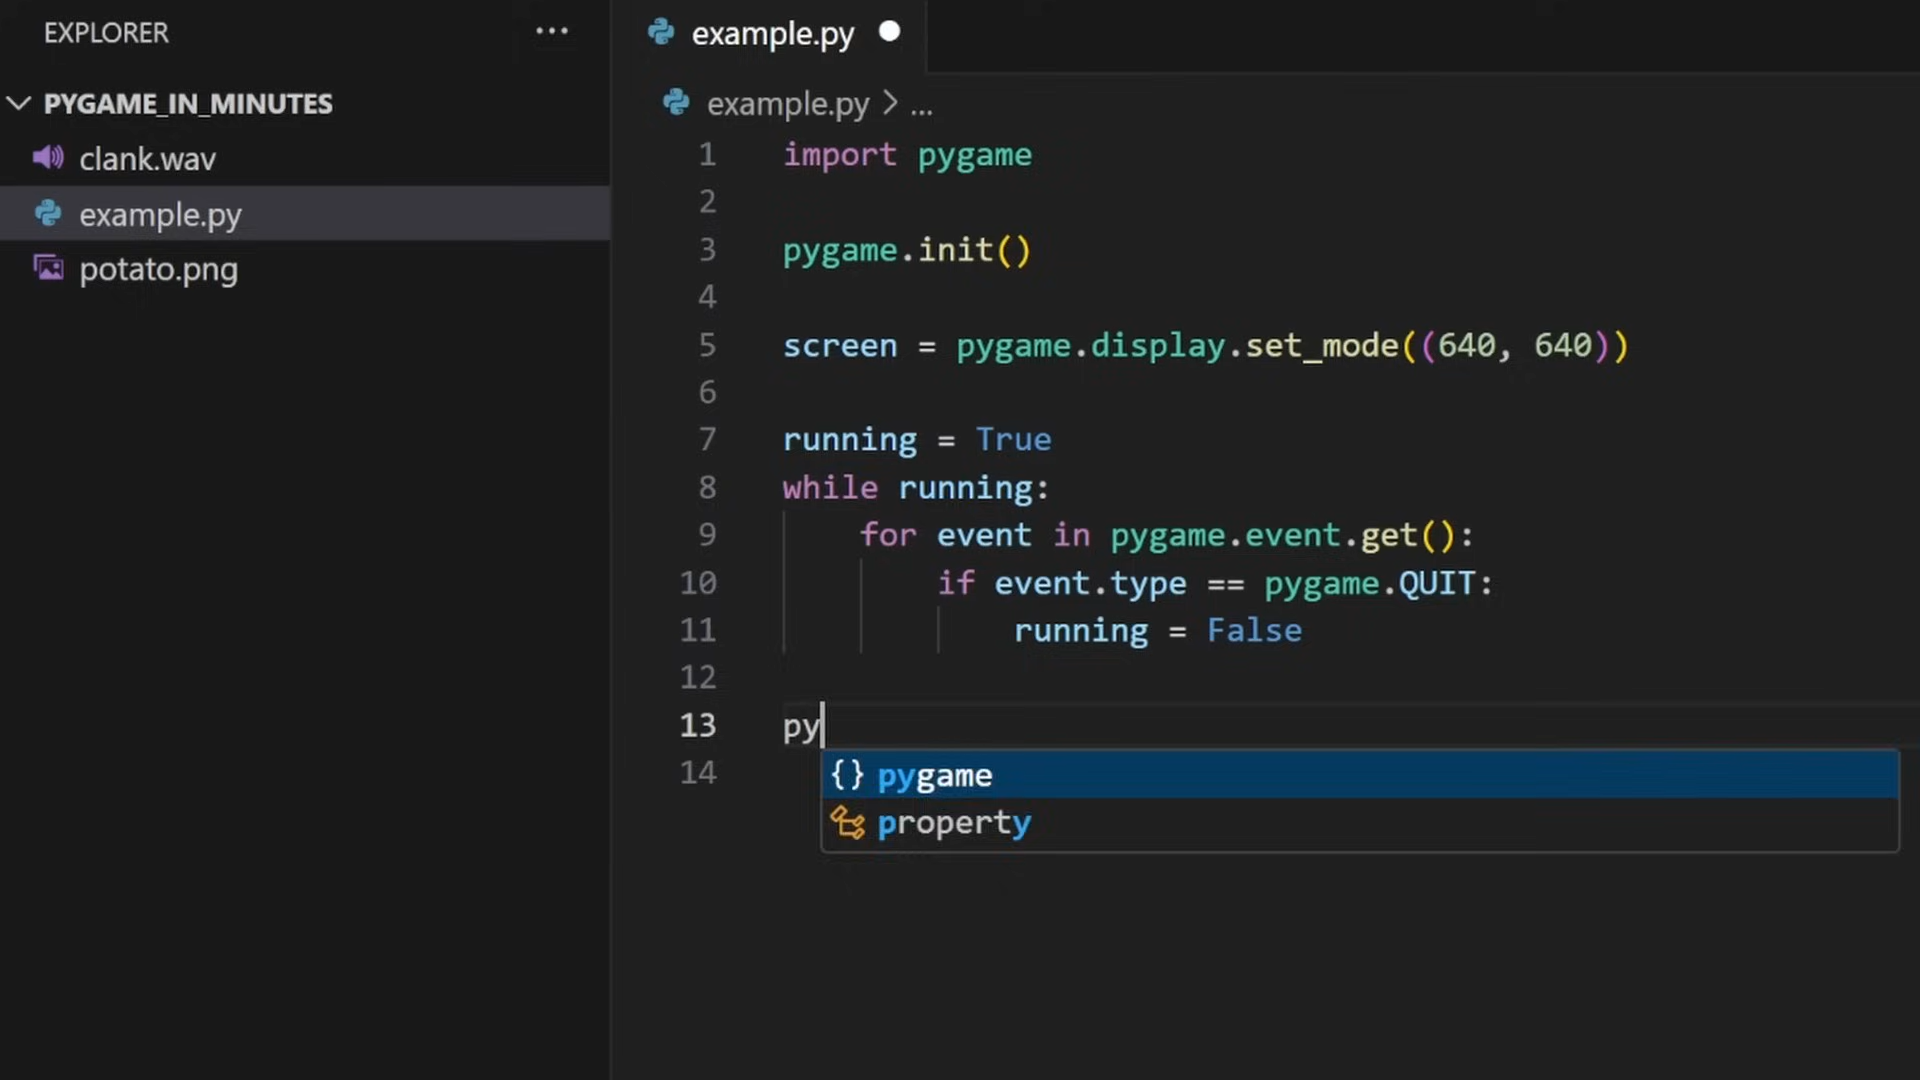 EXPLORER ...
PYGAME_IN_MINUTES
clank.wav
example.py
potato.png
example.py
example.py > ...
1 import pygame
2
3 pygame.init()
4
5 screen = pygame.display.set_mode((640, 640))
6
7 running = True
8 while running:
9 for event in pygame.event.get():
10 if event.type == pygame.QUIT:
11 running = False
12
13 py
{} pygame
14
property